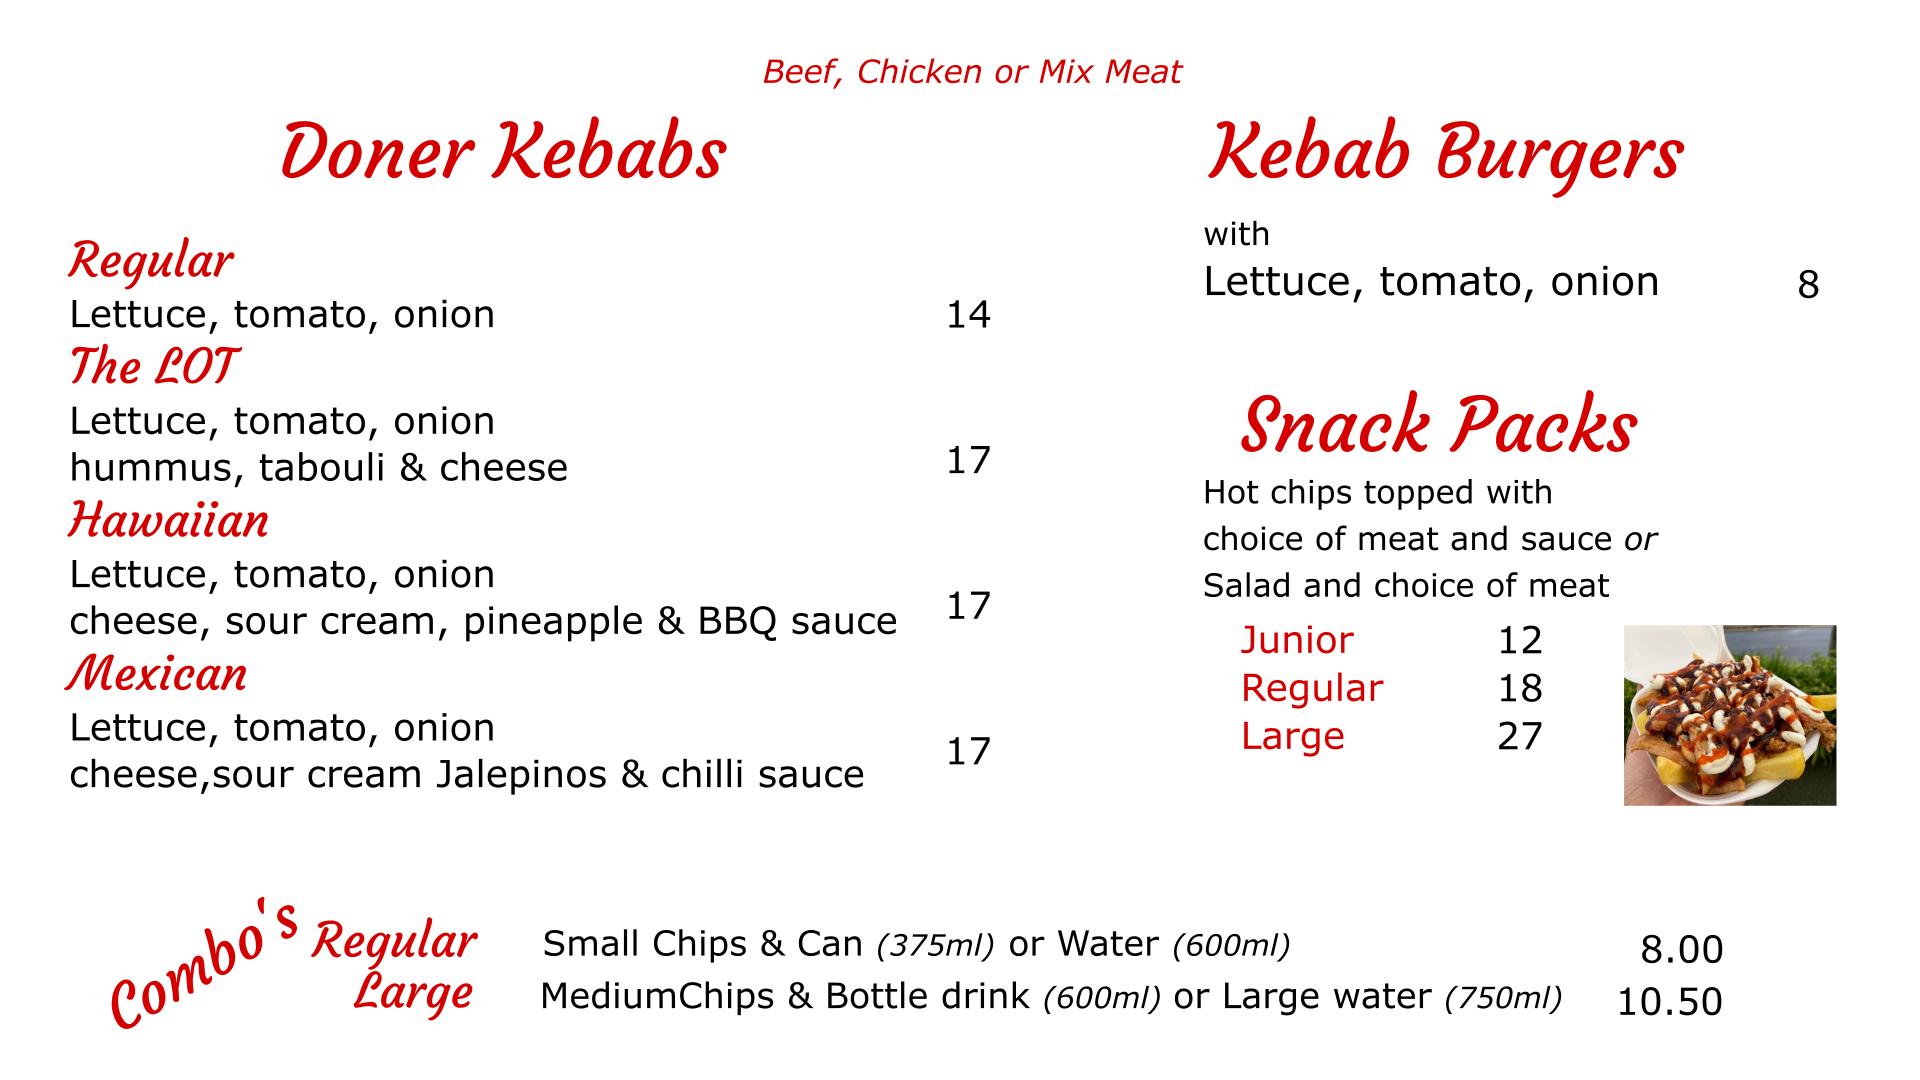 Beef, Chicken or Mix Meat
Doner Kebabs
Regular
Lettuce, tomato, onion 14
The LOT
Lettuce, tomato, onion
hummus, tabouli & cheese 17
Hawaiian
Lettuce, tomato, onion
cheese, sour cream, pineapple & BBQ sauce 17
Mexican
Lettuce, tomato, onion
cheese,sour cream Jalepinos & chilli sauce 17
Kebab Burgers
with
Lettuce, tomato, onion 8
Snack Packs
Hot chips topped with
choice of meat and sauce or
Salad and choice of meat
Junior 12
Regular 18
Large 27
Combo's
Regular Small Chips & Can (375ml) or Water (600ml) 8.00
Large MediumChips & Bottle drink (600ml) or Large water (750ml) 10.50